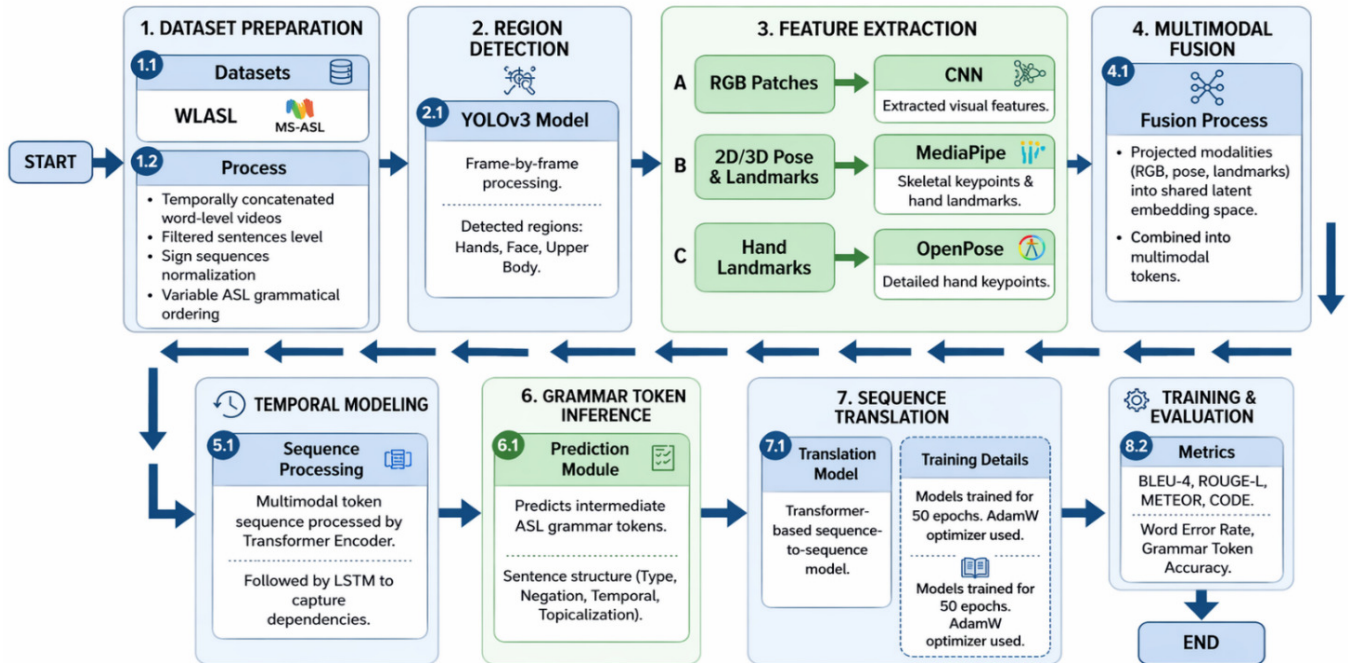 START
1. DATASET PREPARATION
1.1
Datasets
WLASL
MS-ASL
1.2
Process
• Temporally concatenated
word-level videos
• Filtered sentences level
• Sign sequences
normalization
• Variable ASL grammatical
ordering
2. REGION
DETECTION
2.1
YOLOv3 Model
Frame-by-frame
processing.
Detected regions:
Hands, Face, Upper
Body.
3. FEATURE EXTRACTION
A
RGB Patches
CNN
Extracted visual features.
B
2D/3D Pose
& Landmarks
MediaPipe
Skeletal keypoints &
hand landmarks.
C
Hand
Landmarks
OpenPose
Detailed hand keypoints.
4. MULTIMODAL
FUSION
4.1
Fusion Process
• Projected modalities
(RGB, pose, landmarks)
into shared latent
embedding space.
• Combined into
multimodal
tokens.
TEMPORAL MODELING
5.1
Sequence
Processing
Multimodal token
sequence processed by
Transformer Encoder.
Followed by LSTM to
capture
dependencies.
6. GRAMMAR TOKEN
INFERENCE
6.1
Prediction
Module
Predicts intermediate
ASL grammar tokens.
Sentence structure (Type,
Negation, Temporal,
Topicalization).
7. SEQUENCE
TRANSLATION
7.1
Translation
Model
Transformer-
based sequence-
to-sequence
model.
Training Details
Models trained for
50 epochs. AdamW
optimizer used.
Models trained for
50 epochs.
AdamW
optimizer used.
TRAINING &
EVALUATION
8.2
Metrics
BLEU-4, ROUGE-L,
METEOR, CODE.
Word Error Rate,
Grammar Token
Accuracy.
END